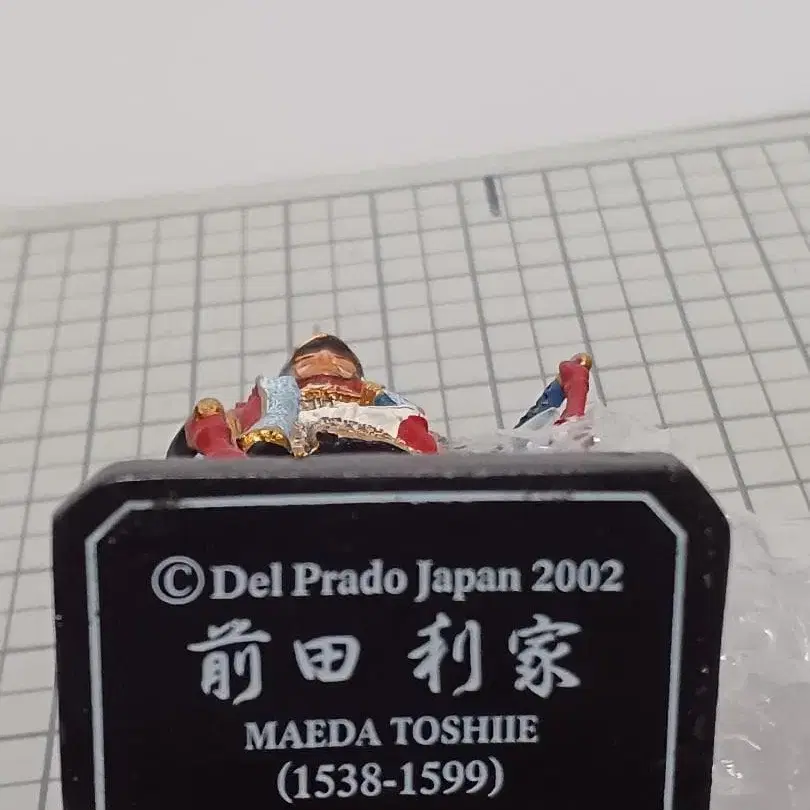 ©Del Prado Japan 2002
前田 利家
MAEDA TOSHIIE
(1538-1599)